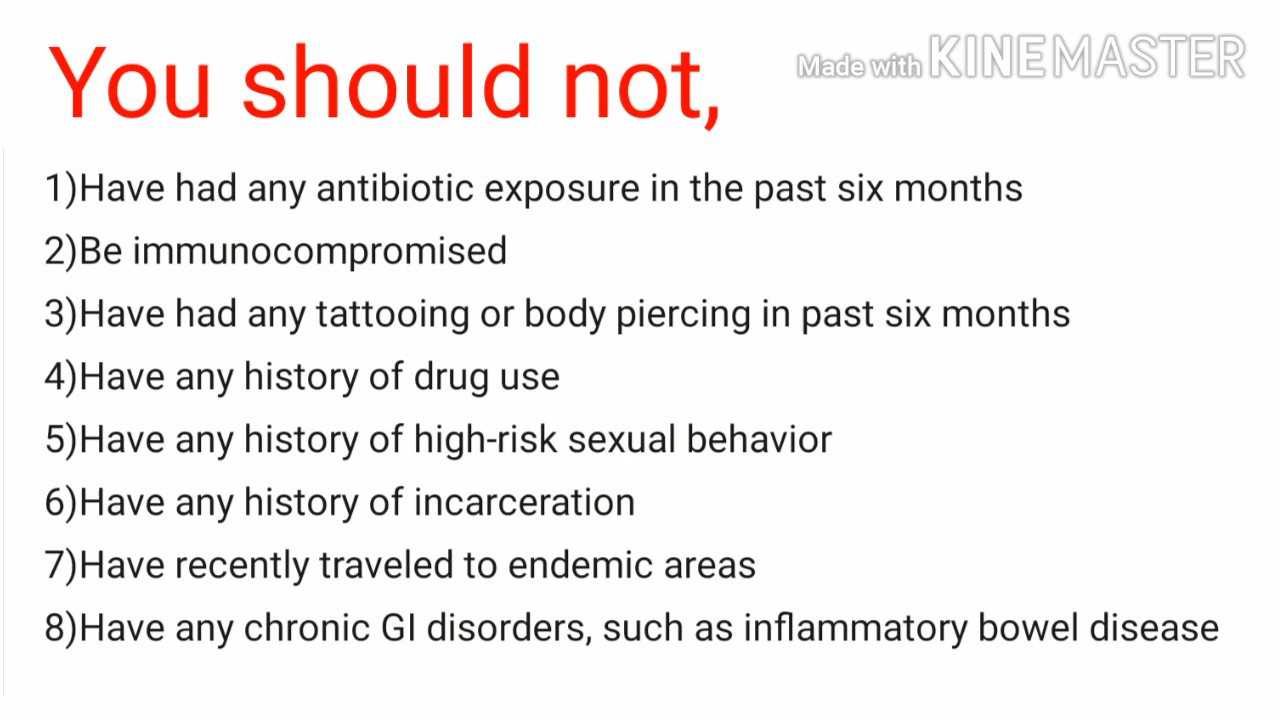 You should not,
Made with KINEMASTER
1)Have had any antibiotic exposure in the past six months
2)Be immunocompromised
3)Have had any tattooing or body piercing in past six months
4)Have any history of drug use
5)Have any history of high-risk sexual behavior
6)Have any history of incarceration
7)Have recently traveled to endemic areas
8)Have any chronic GI disorders, such as inflammatory bowel disease